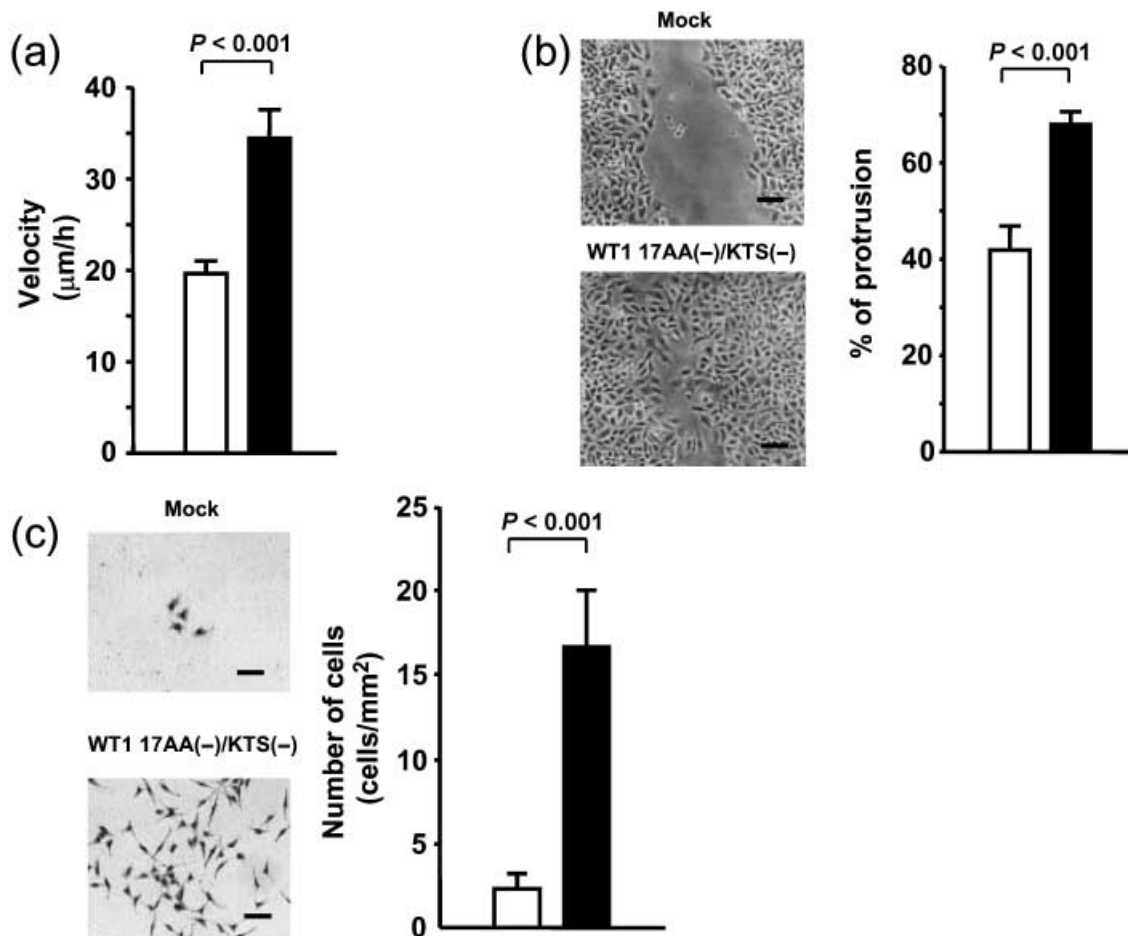 (a)
P < 0.001
40
30
20
10
0
Velocity
(μm/h)
(b)
Mock
WT1 17AA(–)/KTS(–)
P < 0.001
80
60
40
20
0
% of protrusion
(c)
Mock
WT1 17AA(–)/KTS(–)
P < 0.001
25
20
15
10
5
0
Number of cells
(cells/mm²)